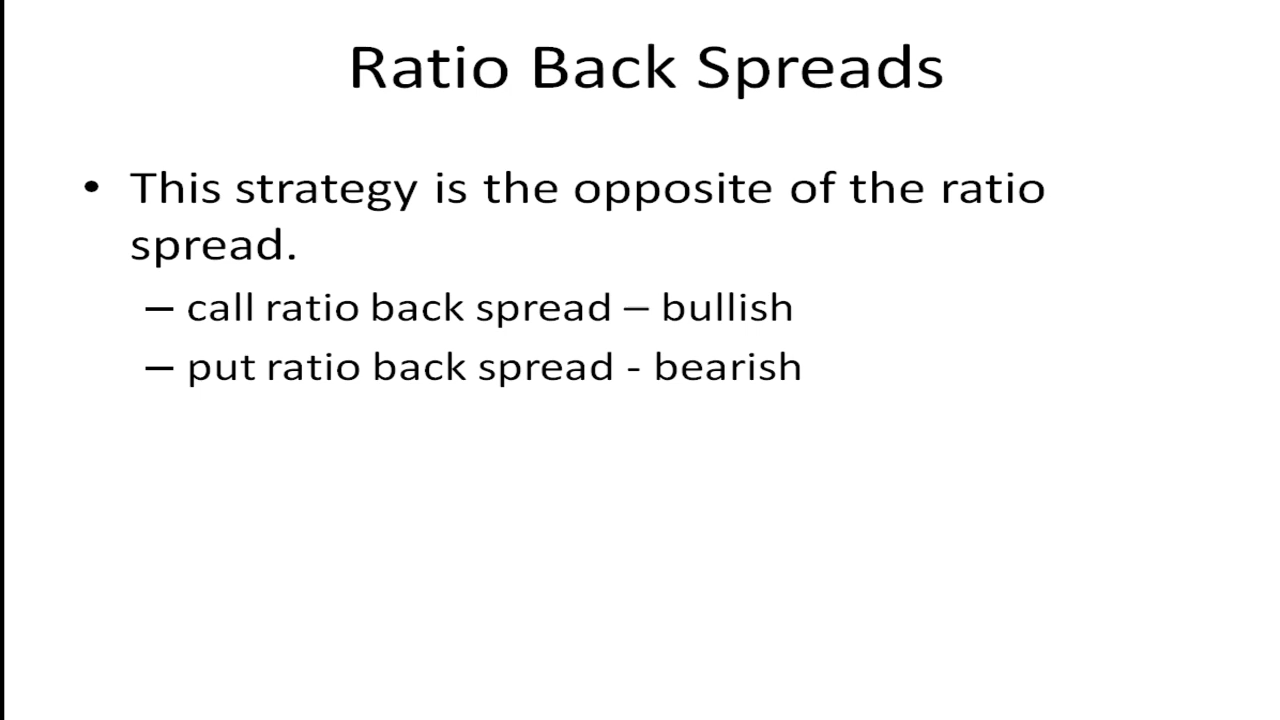 Ratio Back Spreads
• This strategy is the opposite of the ratio
spread.
– call ratio back spread – bullish
– put ratio back spread - bearish